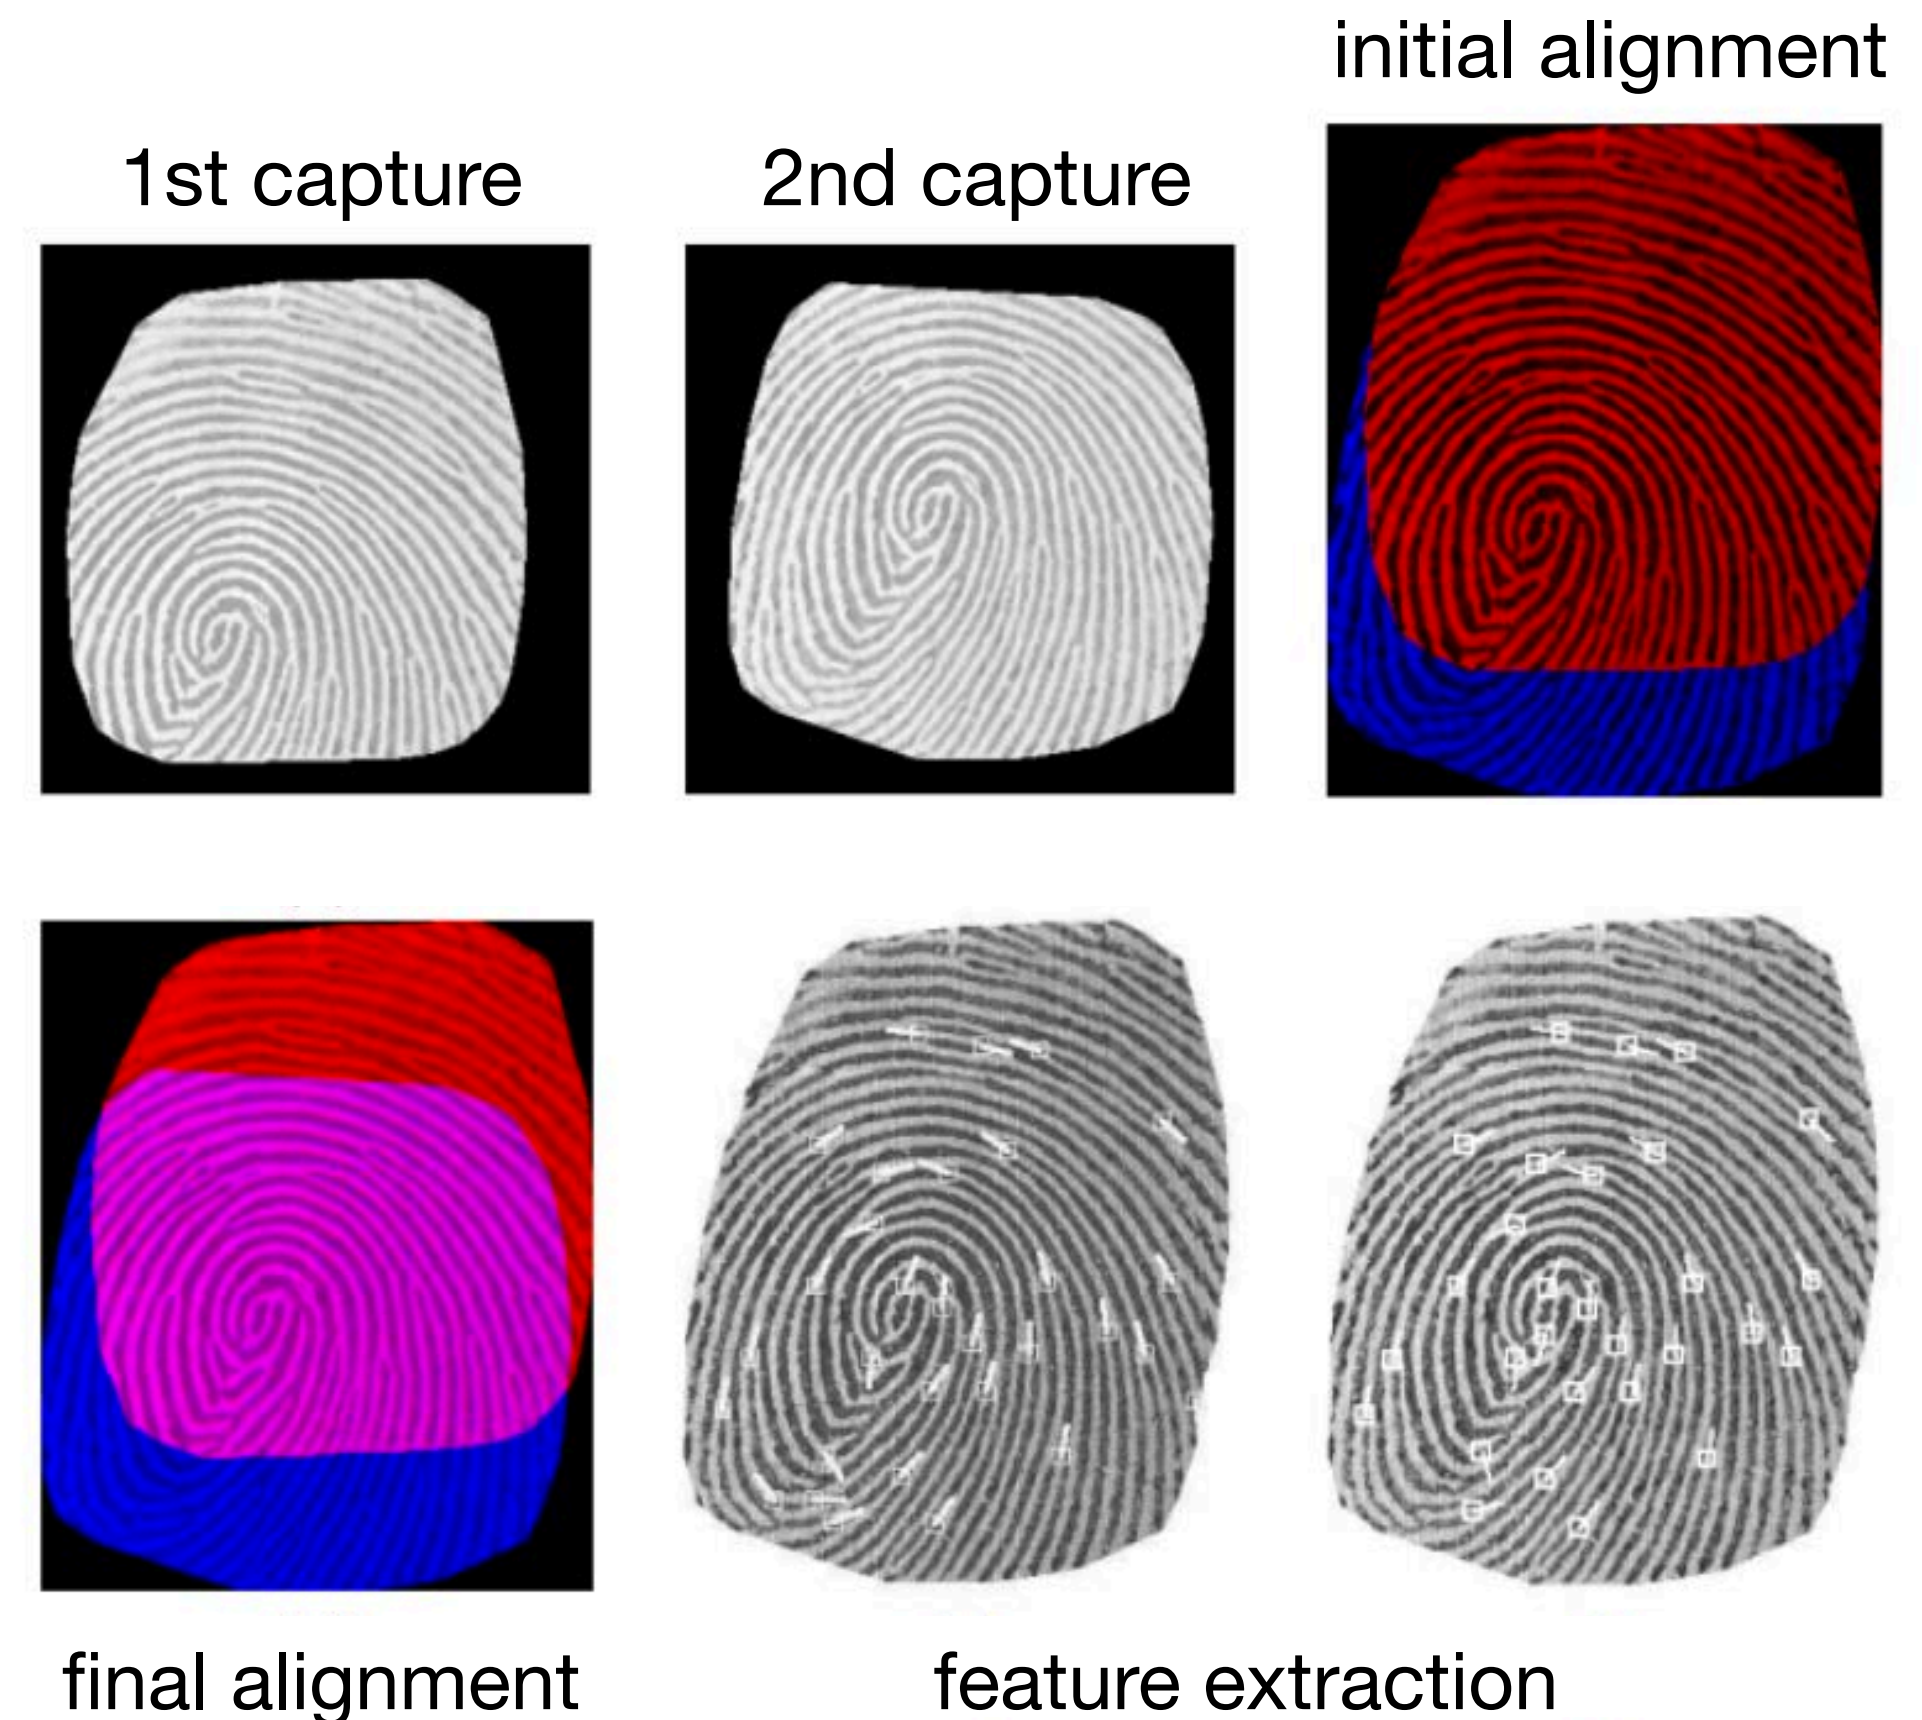 initial alignment
1st capture
2nd capture
final alignment
feature extraction